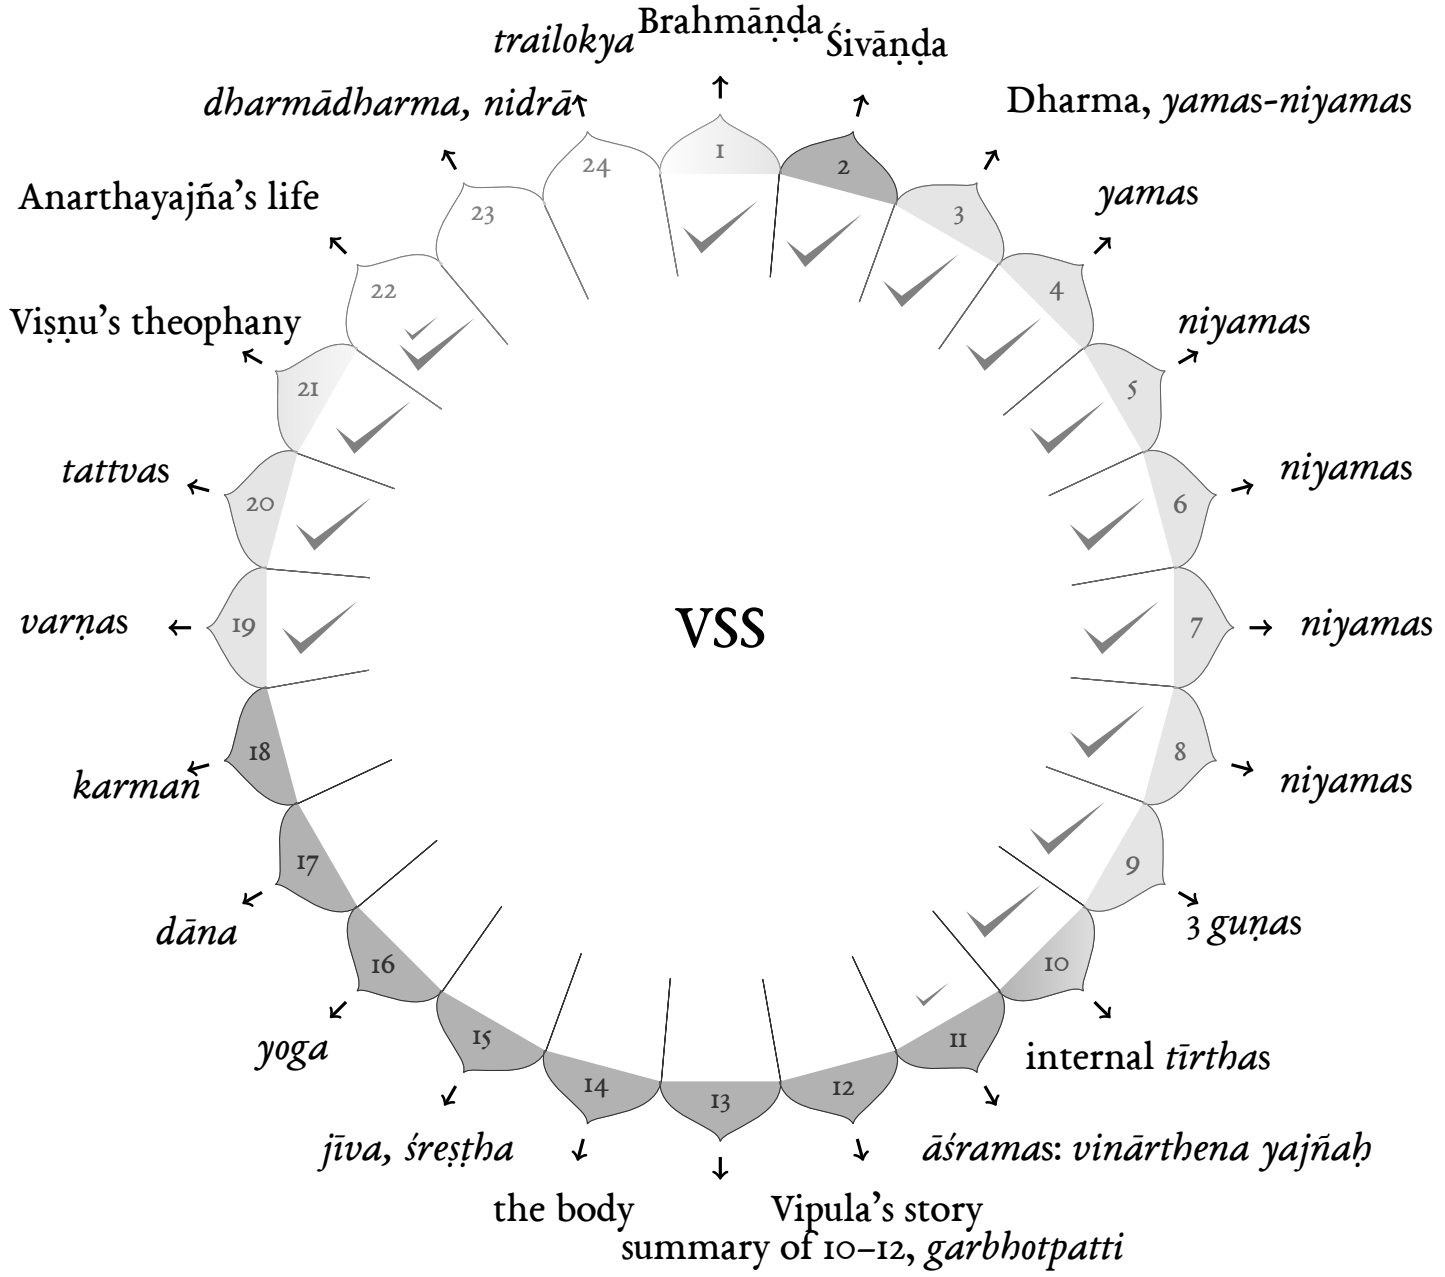 Brahmāṇḍa
trailokya
Śivāṇḍa
dharmādharma, nidrā
Dharma, yamas-niyamas
Anarthayajña’s life
yamas
Viṣṇu’s theophany
niyamas
tattvas
niyamas
varṇas
VSS
niyamas
karman
niyamas
dāna
3 guṇas
yoga
internal tīrthas
jīva, śreṣṭha
āśramas: vinārthena yajñaḥ
the body
Vipula’s story
summary of 10–12, garbhotpatti
1
2
3
4
5
6
7
8
9
10
11
12
13
14
15
16
17
18
19
20
21
22
23
24